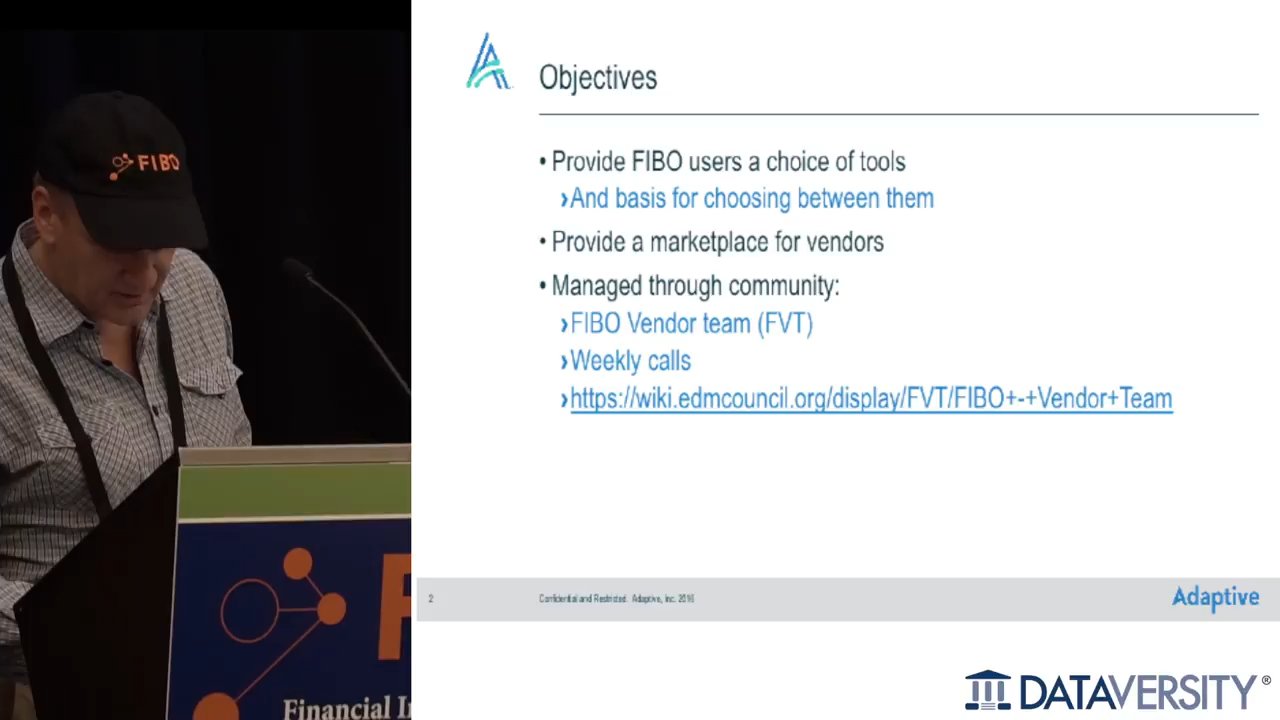 FIBO
F
Financial I
Objectives
• Provide FIBO users a choice of tools
›And basis for choosing between them
• Provide a marketplace for vendors
• Managed through community:
›FIBO Vendor team (FVT)
›Weekly calls
›https://wiki.edmcouncil.org/display/FVT/FIBO+-+Vendor+Team
2
Confidential and Restricted. Adaptive, Inc. 2016
Adaptive
DATAVERSITY®